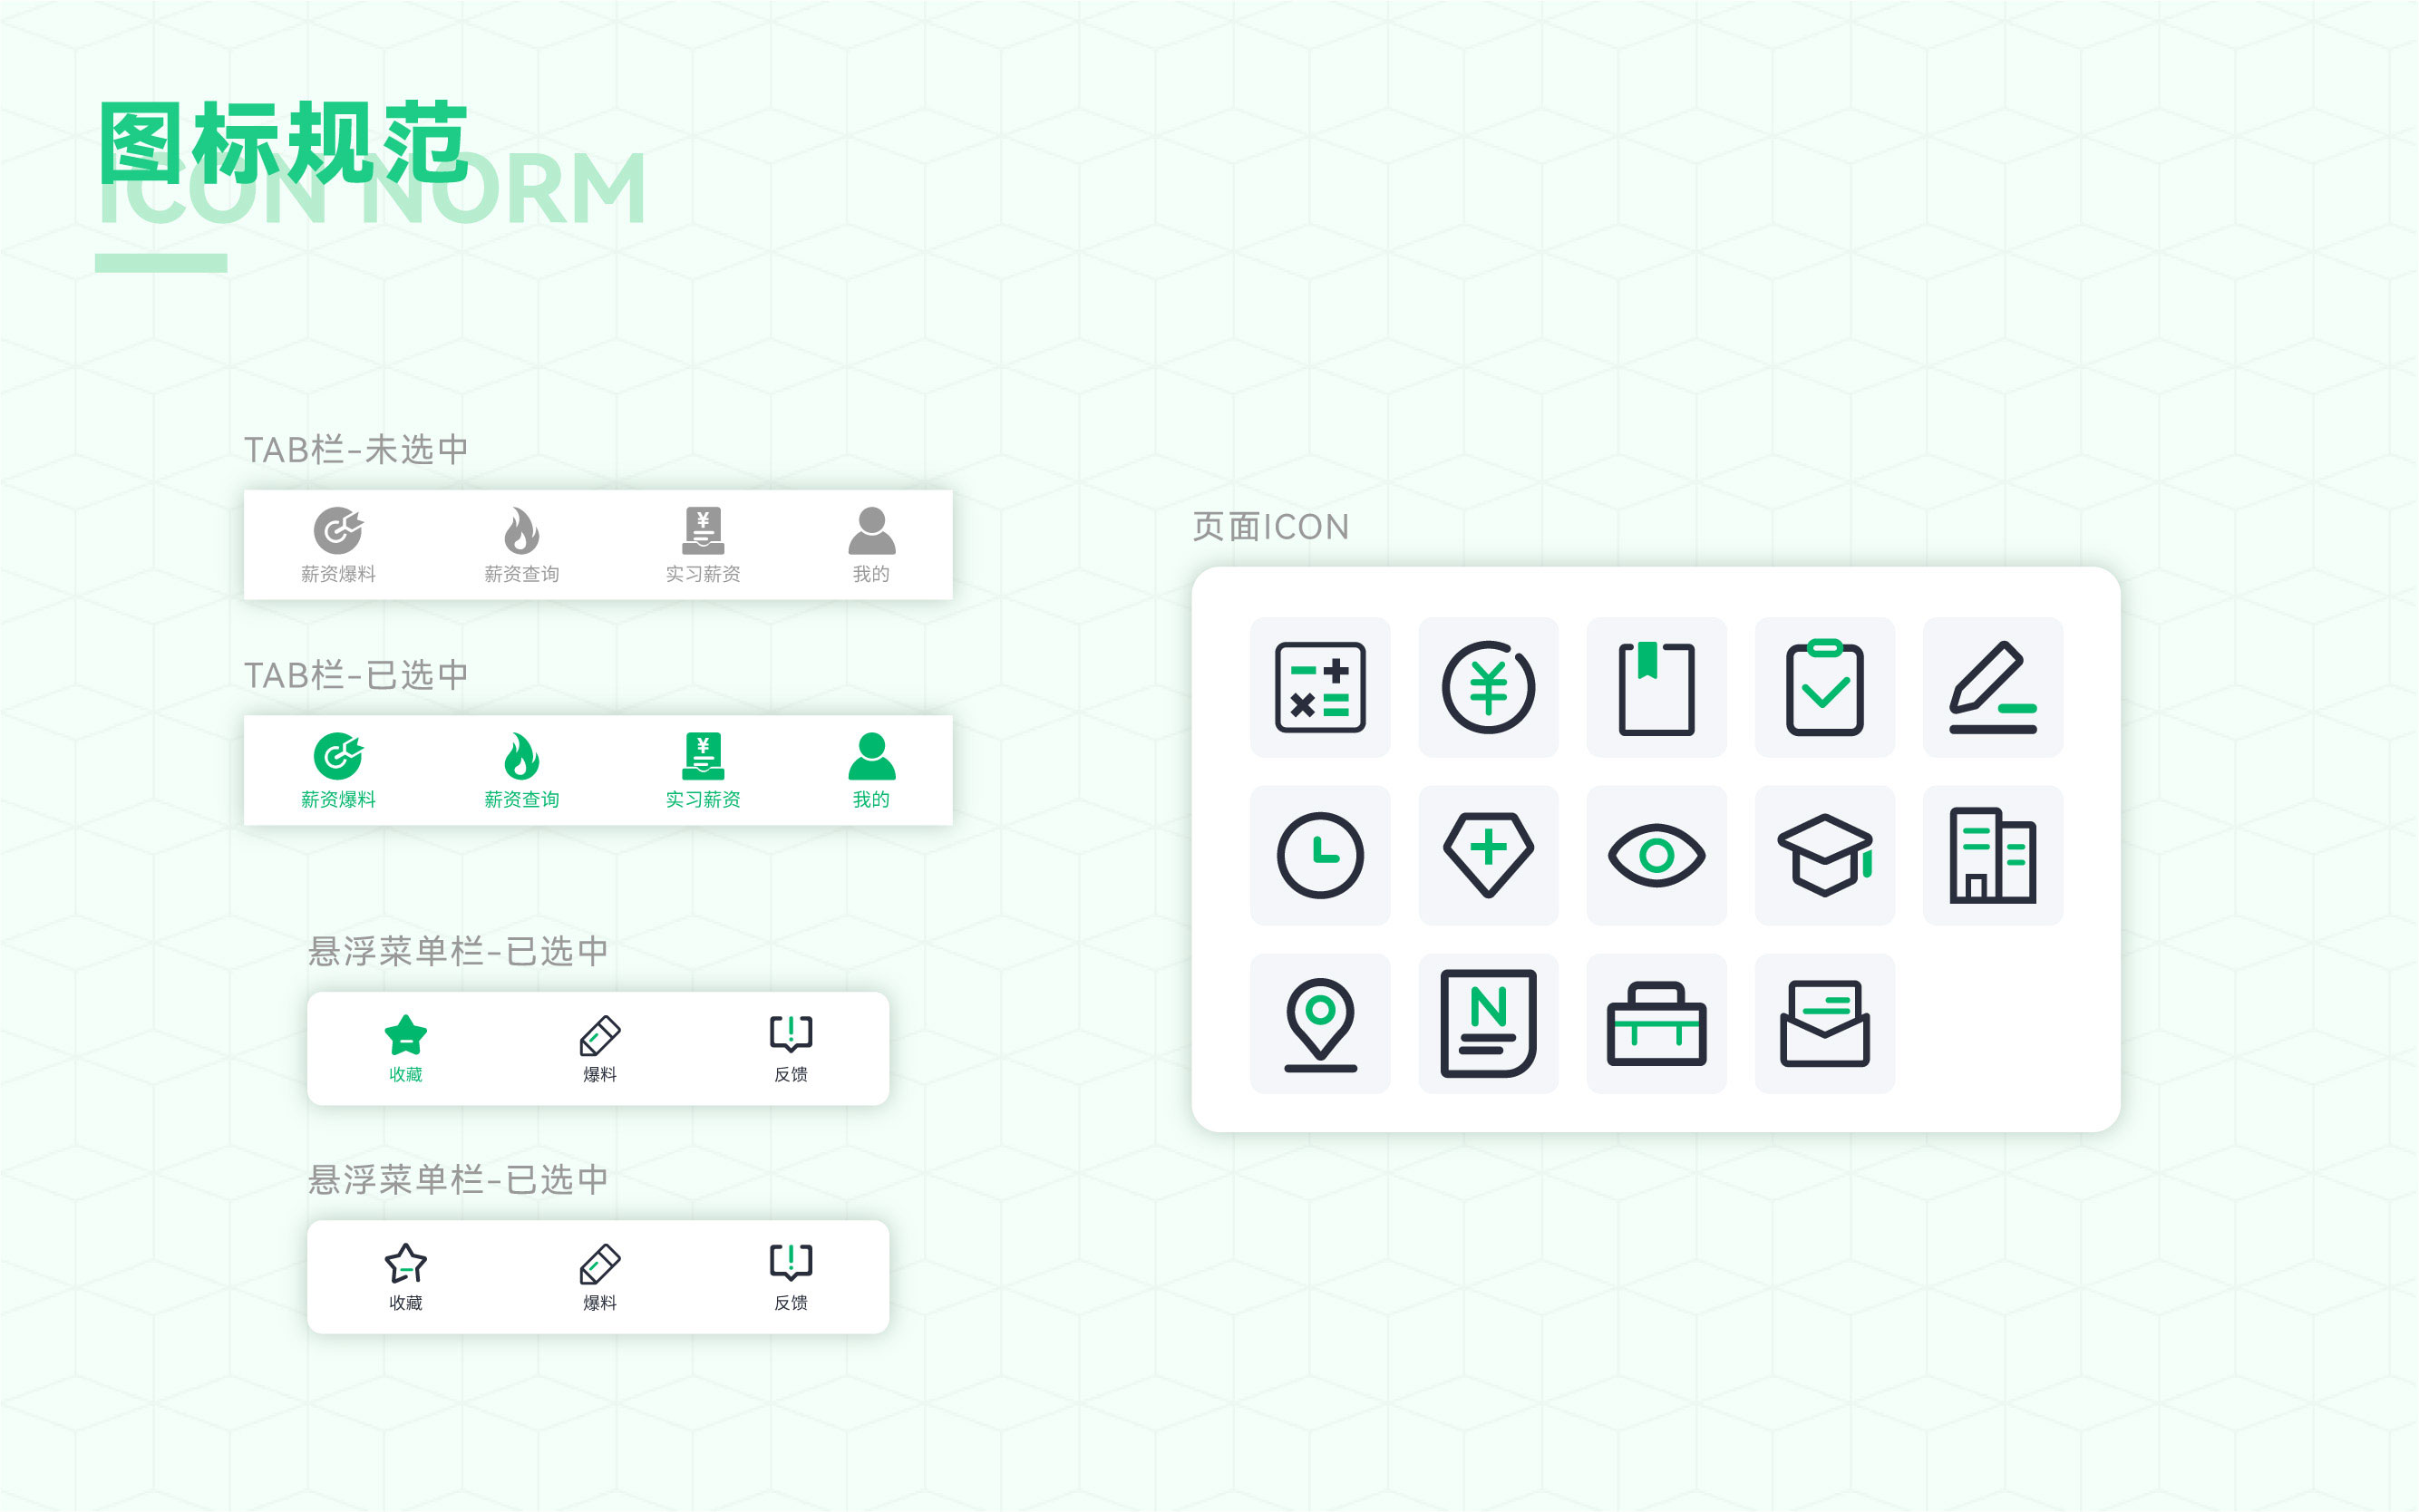 图标规范
ICON NORM
TAB栏-未选中
薪资爆料 薪资查询 实习薪资 我的
TAB栏-已选中
薪资爆料 薪资查询 实习薪资 我的
悬浮菜单栏-已选中
收藏 爆料 反馈
悬浮菜单栏-已选中
收藏 爆料 反馈
页面ICON
N